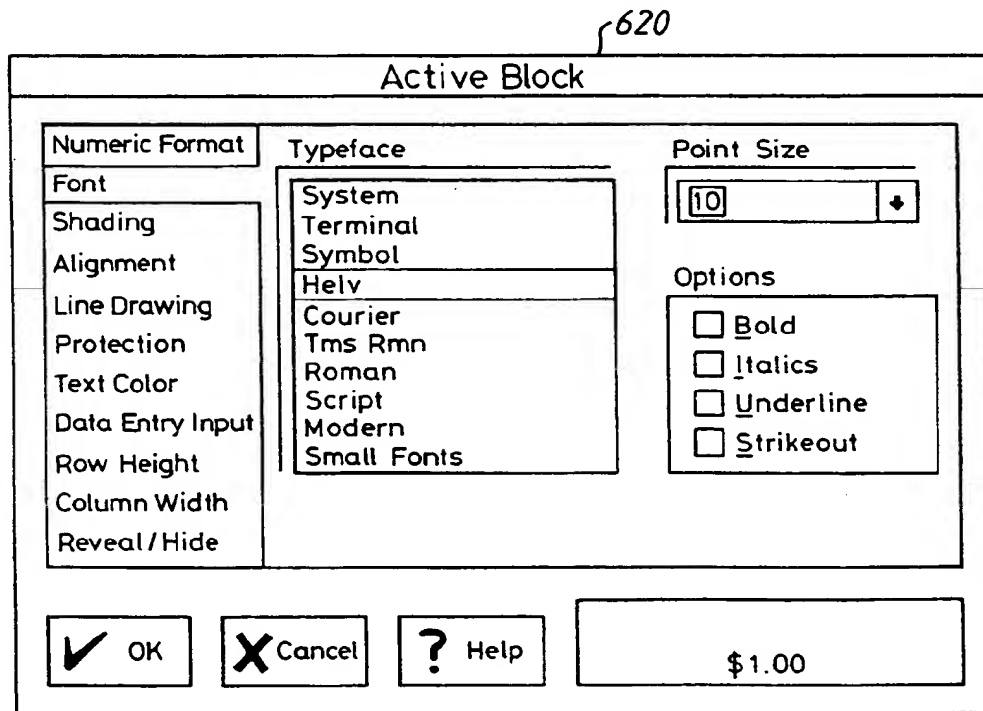 620
Active Block
Numeric Format
Font
Shading
Alignment
Line Drawing
Protection
Text Color
Data Entry Input
Row Height
Column Width
Reveal/Hide
Typeface
System
Terminal
Symbol
Helv
Courier
Tms Rmn
Roman
Script
Modern
Small Fonts
Point Size
10
Options
Bold
Italics
Underline
Strikeout
OK
Cancel
? Help
$1.00